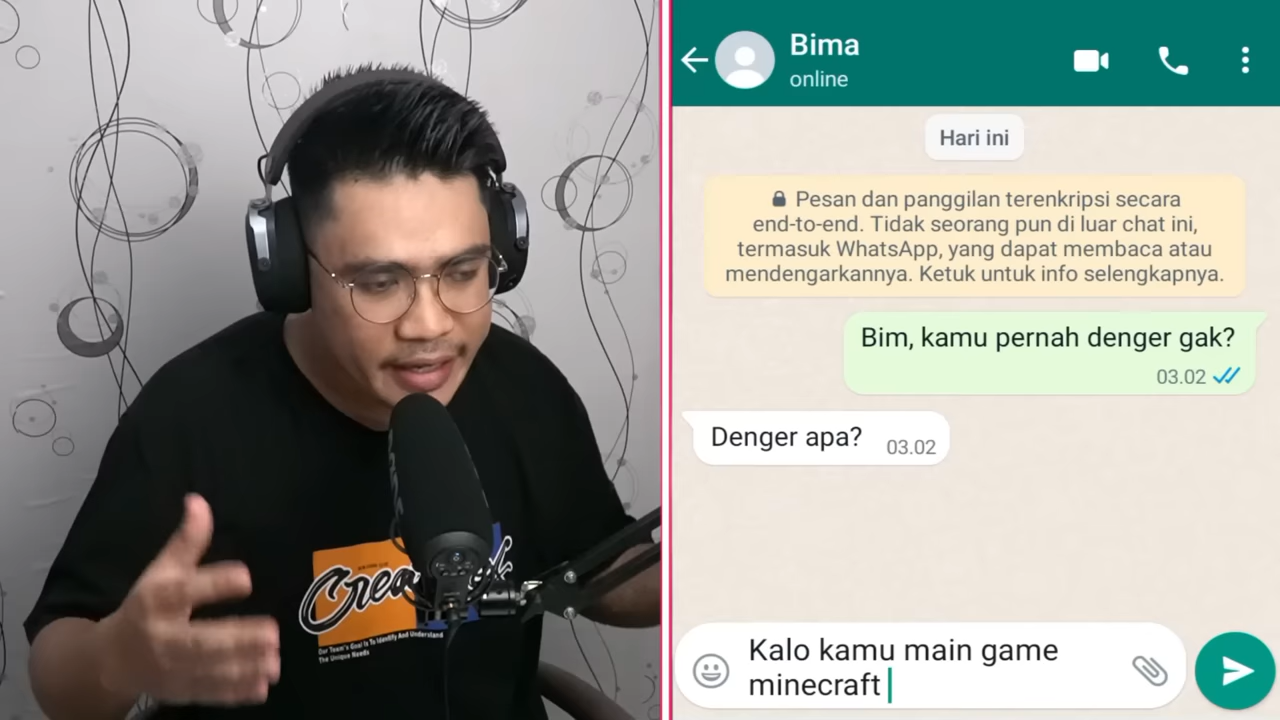 Crea
Our Team's Goal Is To Identify And Understand
The Unique Needs
Bima
online
Hari ini
Pesan dan panggilan terenkripsi secara
end-to-end. Tidak seorang pun di luar chat ini,
termasuk WhatsApp, yang dapat membaca atau
mendengarkannya. Ketuk untuk info selengkapnya.
Bim, kamu pernah denger gak?
03.02
Denger apa? 03.02
Kalo kamu main game
minecraft